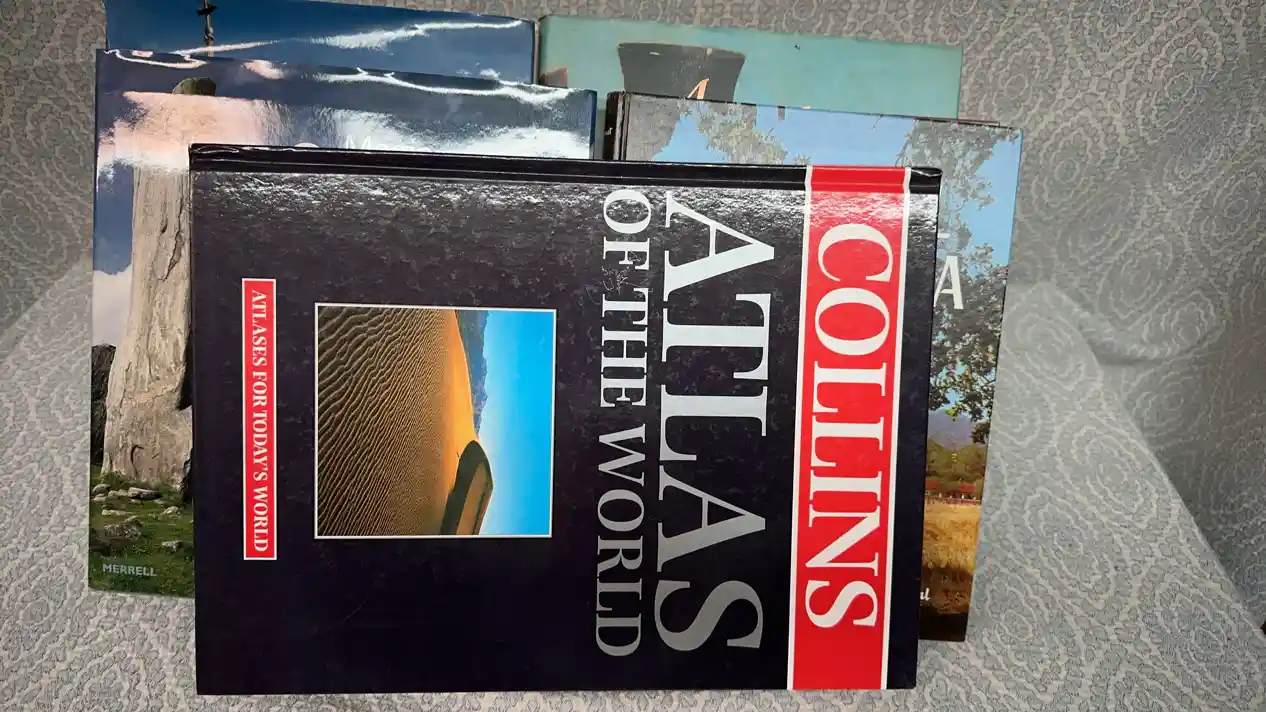 COLLINS
ATLAS
OF THE WORLD
ATLASES FOR TODAY'S WORLD
MERRELL
A